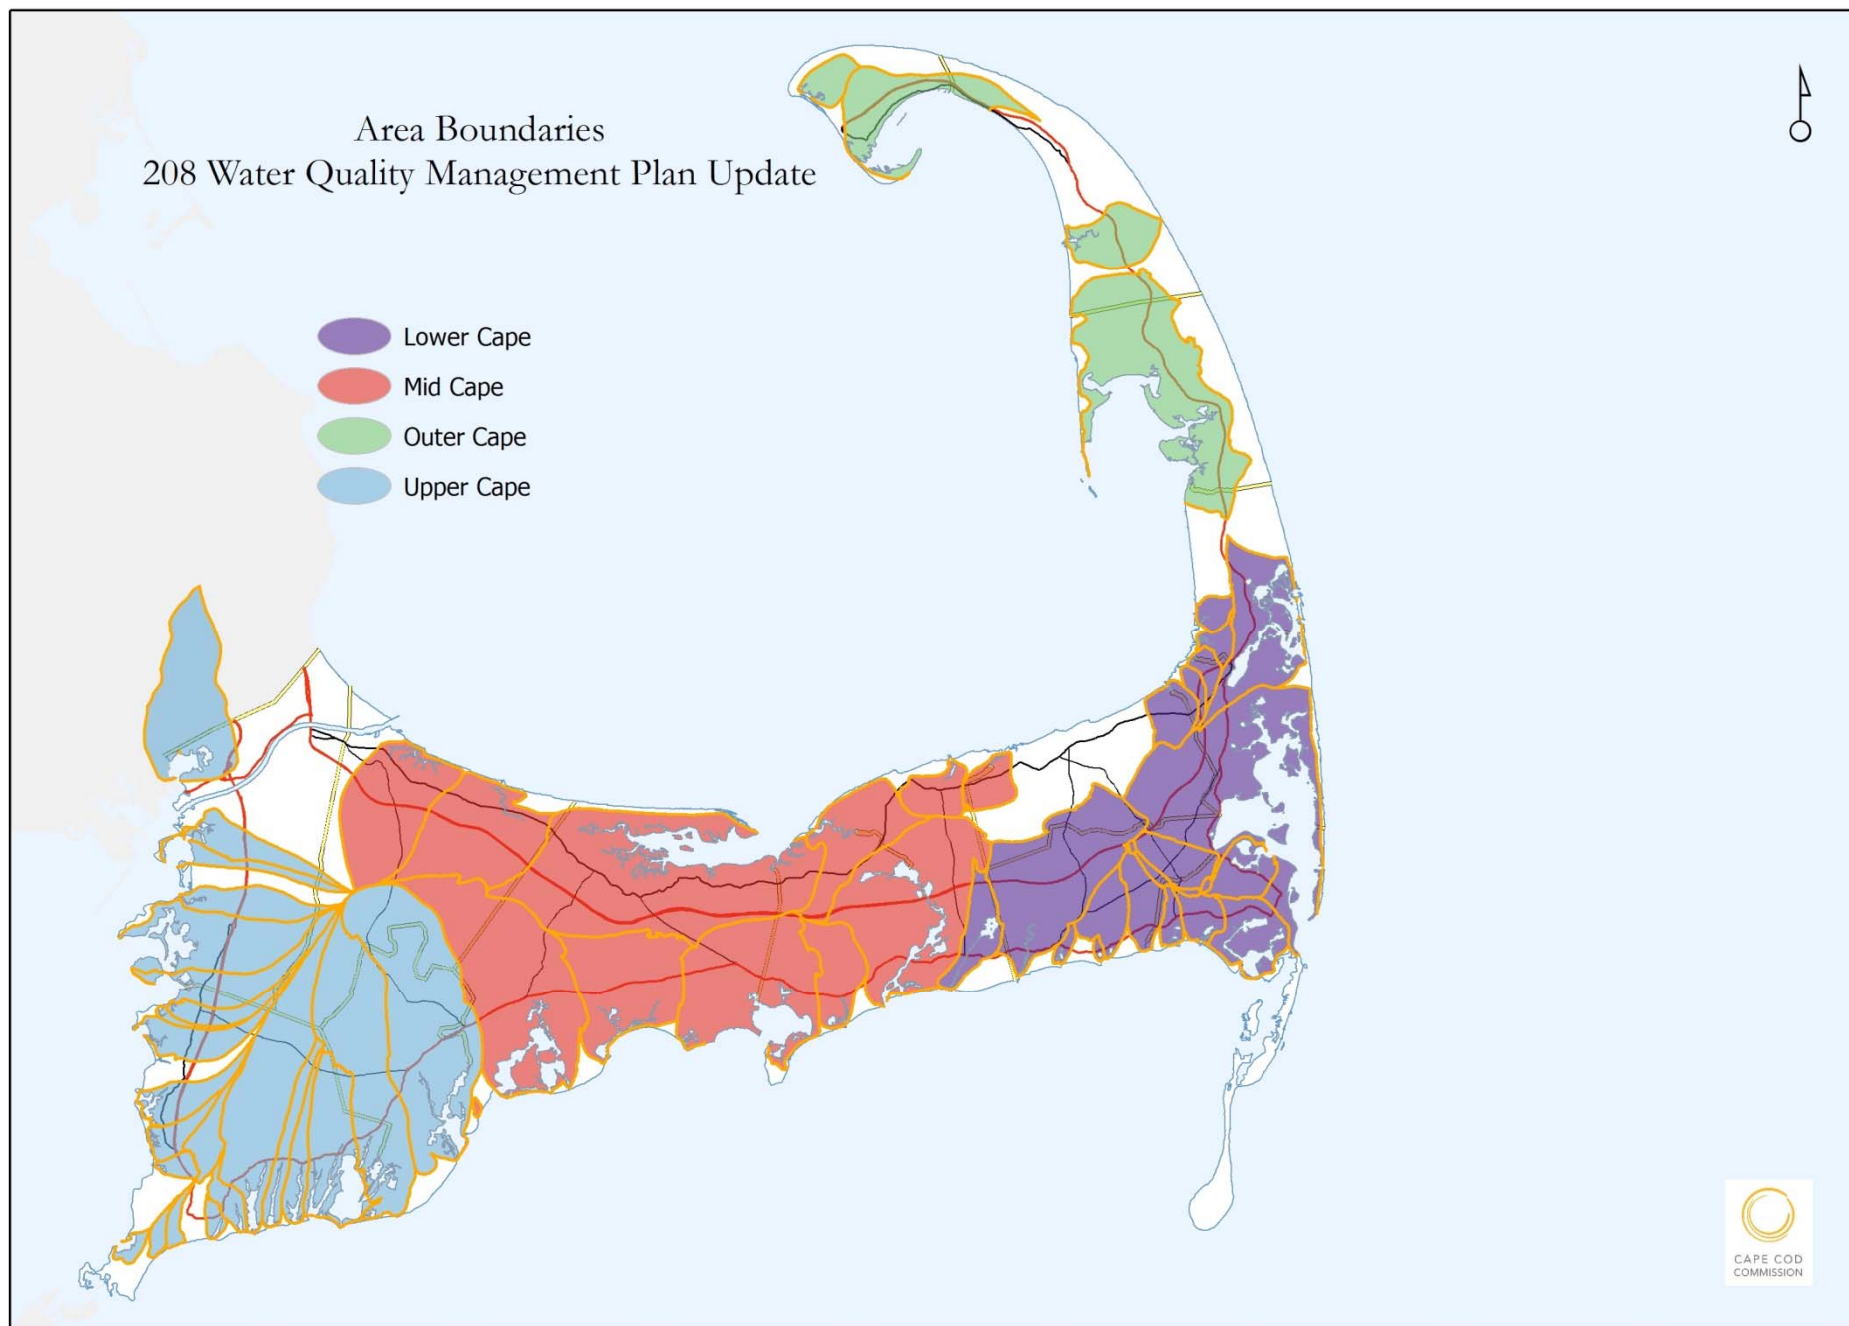 Area Boundaries
208 Water Quality Management Plan Update
Lower Cape
Mid Cape
Outer Cape
Upper Cape
CAPE COD
COMMISSION